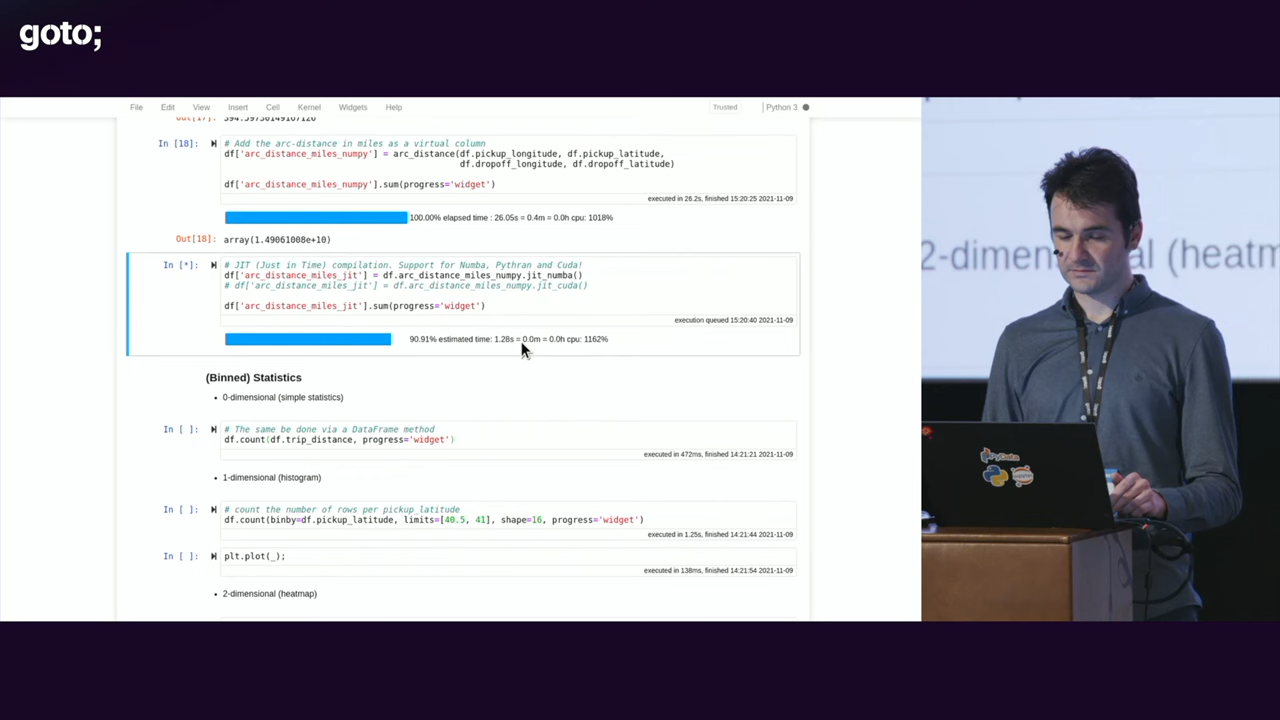 goto;
File Edit View Insert Cell Kernel Widgets Help Trusted Python 3
Out[17]: 394.59730149107126
In [18]: # Add the arc-distance in miles as a virtual column
df['arc_distance_miles_numpy'] = arc_distance(df.pickup_longitude, df.pickup_latitude,
df.dropoff_longitude, df.dropoff_latitude)
df['arc_distance_miles_numpy'].sum(progress='widget')
executed in 26.2s, finished 15:20:25 2021-11-09
100.00% elapsed time : 26.05s = 0.4m = 0.0h cpu: 1018%
Out[18]: array(1.49061008e+10)
In [*]: # JIT (Just in Time) compilation. Support for Numba, Pythran and Cuda!
df['arc_distance_miles_jit'] = df.arc_distance_miles_numpy.jit_numba()
# df['arc_distance_miles_jit'] = df.arc_distance_miles_numpy.jit_cuda()
df['arc_distance_miles_jit'].sum(progress='widget')
execution queued 15:20:40 2021-11-09
90.91% estimated time: 1.28s = 0.0m = 0.0h cpu: 1162%
(Binned) Statistics
• 0-dimensional (simple statistics)
In [ ]: # The same be done via a DataFrame method
df.count(df.trip_distance, progress='widget')
executed in 472ms, finished 14:21:21 2021-11-09
• 1-dimensional (histogram)
In [ ]: # count the number of rows per pickup_latitude
df.count(binby=df.pickup_latitude, limits=[40.5, 41], shape=16, progress='widget')
executed in 1.25s, finished 14:21:44 2021-11-09
In [ ]: plt.plot(_);
executed in 138ms, finished 14:21:54 2021-11-09
• 2-dimensional (heatmap)
2-dimen al (heatm
PyData